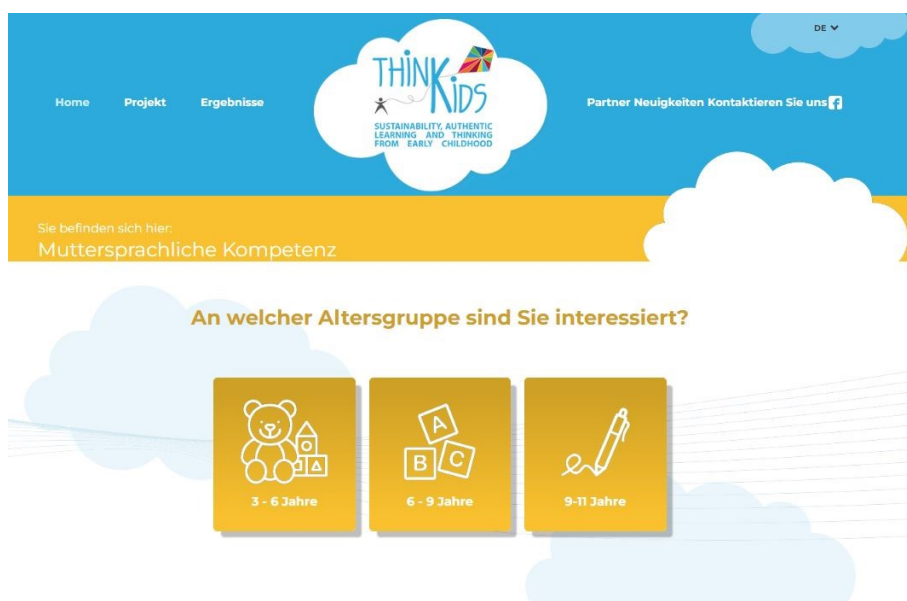 DE
Home Projekt Ergebnisse
THINKIDS
SUSTAINABILITY, AUTHENTIC
LEARNING AND THINKING
FROM EARLY CHILDHOOD
Partner Neuigkeiten Kontaktieren Sie uns
Sie befinden sich hier:
Muttersprachliche Kompetenz
An welcher Altersgruppe sind Sie interessiert?
A
B C
3 - 6 Jahre
6 - 9 Jahre
9-11 Jahre